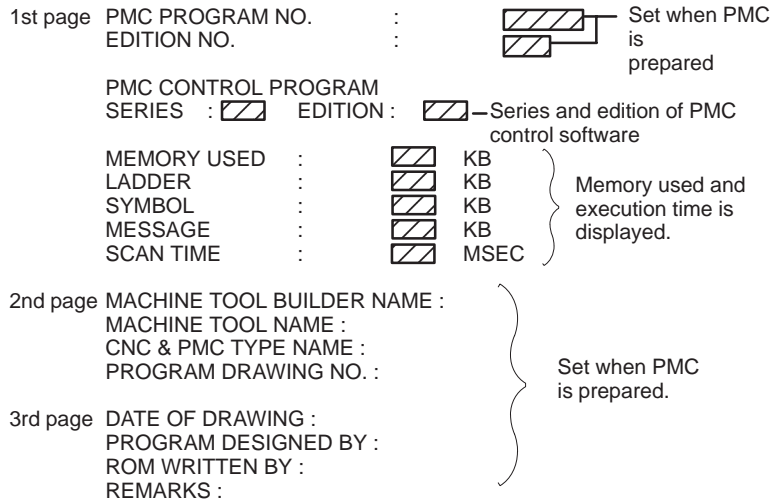 1st page PMC PROGRAM NO. : Set when PMC
EDITION NO. : is
prepared
PMC CONTROL PROGRAM
SERIES : EDITION : Series and edition of PMC
control software
MEMORY USED : KB
LADDER : KB
SYMBOL : KB
MESSAGE : KB
SCAN TIME : MSEC
Memory used and
execution time is
displayed.
2nd page MACHINE TOOL BUILDER NAME :
MACHINE TOOL NAME :
CNC & PMC TYPE NAME :
PROGRAM DRAWING NO. :
3rd page DATE OF DRAWING :
PROGRAM DESIGNED BY :
ROM WRITTEN BY :
REMARKS :
Set when PMC
is prepared.